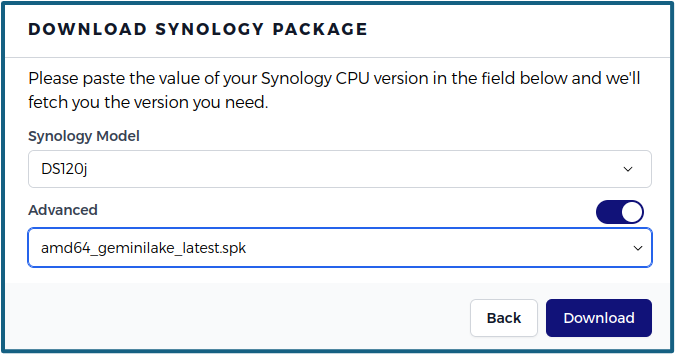 DOWNLOAD SYNOLOGY PACKAGE
Please paste the value of your Synology CPU version in the field below and we'll
fetch you the version you need.
Synology Model
DS120j
Advanced
amd64_geminilake_latest.spk
Back
Download